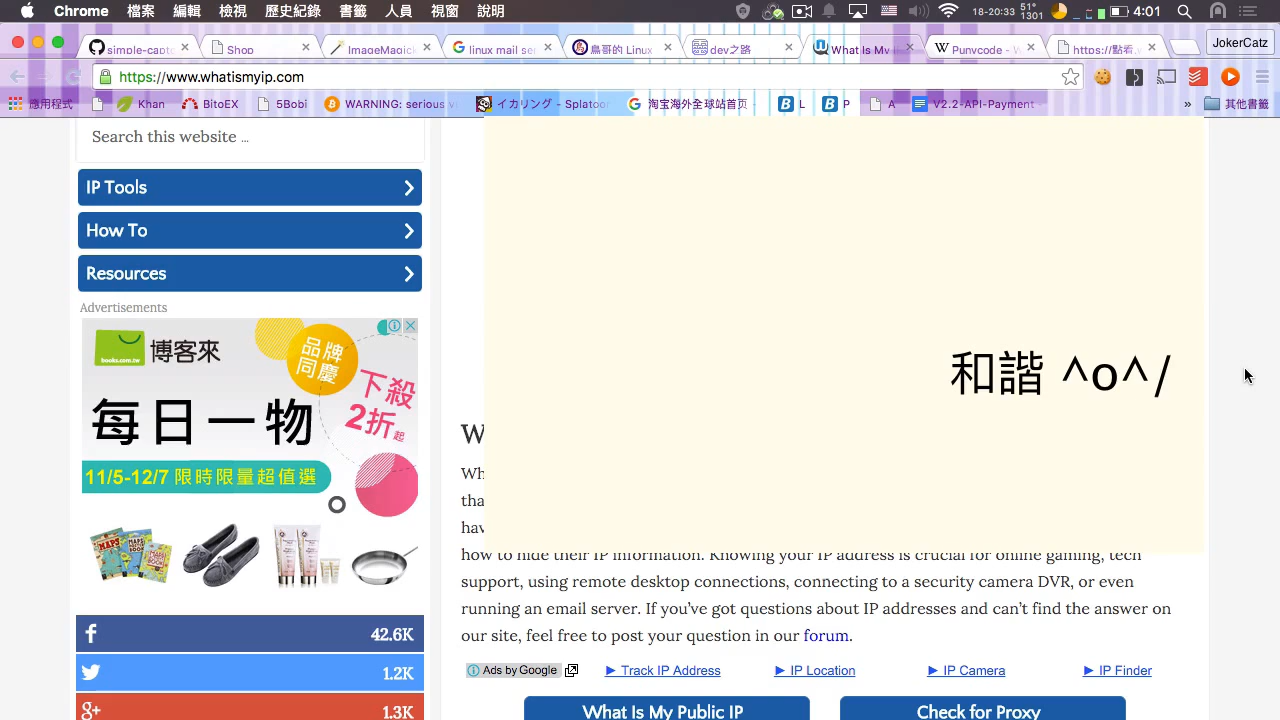 Chrome 檔案 編輯 檢視 歷史紀錄 書籤 人員 視窗 說明 18-20:33 4:01
simple-capt Shop ImageMagick linux mail ser 鳥哥的 Linux dev之路 What Is My Punycode - W https://點看. JokerCatz
https://www.whatismyip.com
應用程式 Khan BitoEX 5Bobi WARNING: serious イカリング - Splatoon 淘宝海外全球站首页 L P A V2.2-API-Payment 其他書籤
Search this website ...
IP Tools
How To
Resources
Advertisements
博客來
books.com.tw
品牌
同慶
下殺
2折起
每日一物
11/5-12/7 限時限量超值選
42.6K
1.2K
g+ 1.3K
和諧 ^o^/
W
Wh
tha
hav
how to hide their IP information. Knowing your IP address is crucial for online gaming, tech
support, using remote desktop connections, connecting to a security camera DVR, or even
running an email server. If you've got questions about IP addresses and can't find the answer on
our site, feel free to post your question in our forum.
Ads by Google ► Track IP Address ► IP Location ► IP Camera ► IP Finder
What Is My Public IP Check for Proxy